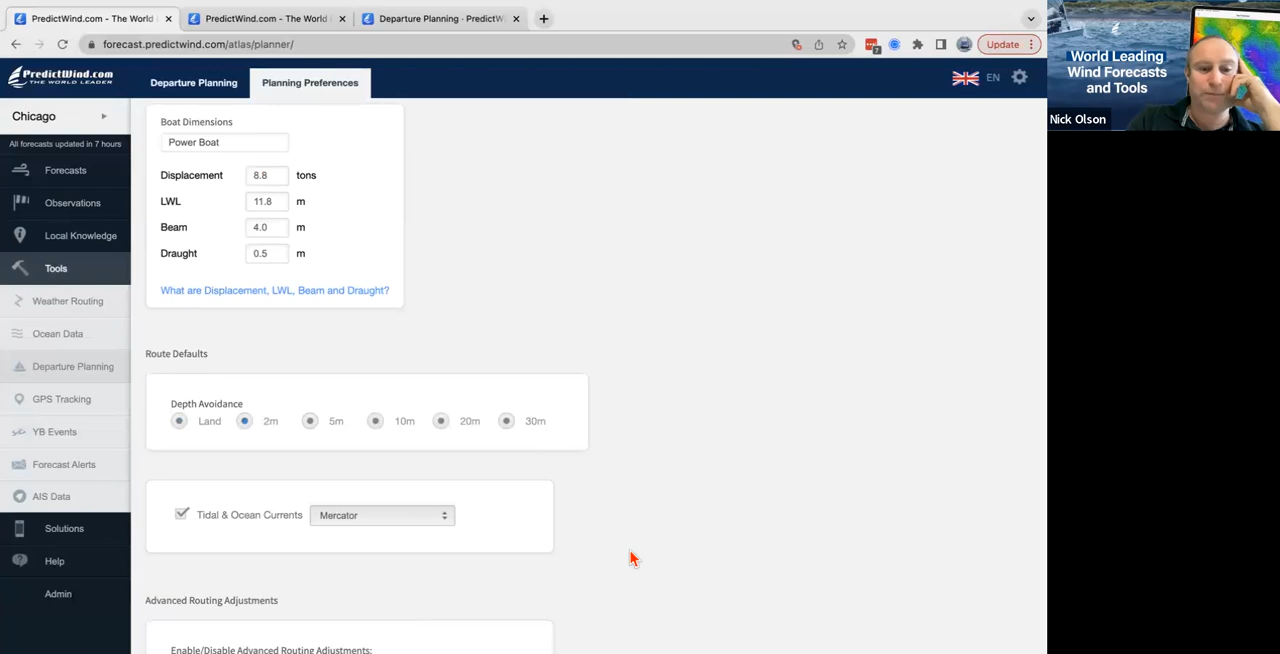 PredictWind.com - The World
PredictWind.com - The World
Departure Planning · PredictW
forecast.predictwind.com/atlas/planner/
7
Update
PredictWind.com
THE WORLD LEADER
Departure Planning
Planning Preferences
EN
World Leading
Wind Forecasts
and Tools
Nick Olson
Chicago
All forecasts updated in 7 hours
Forecasts
Observations
Local Knowledge
Tools
Weather Routing
Ocean Data
Departure Planning
GPS Tracking
YB Events
Forecast Alerts
AIS Data
Solutions
Help
Admin
Boat Dimensions
Power Boat
Displacement 8.8 tons
LWL 11.8 m
Beam 4.0 m
Draught 0.5 m
What are Displacement, LWL, Beam and Draught?
Route Defaults
Depth Avoidance
Land 2m 5m 10m 20m 30m
Tidal & Ocean Currents Mercator
Advanced Routing Adjustments
Enable/Disable Advanced Routing Adjustments: